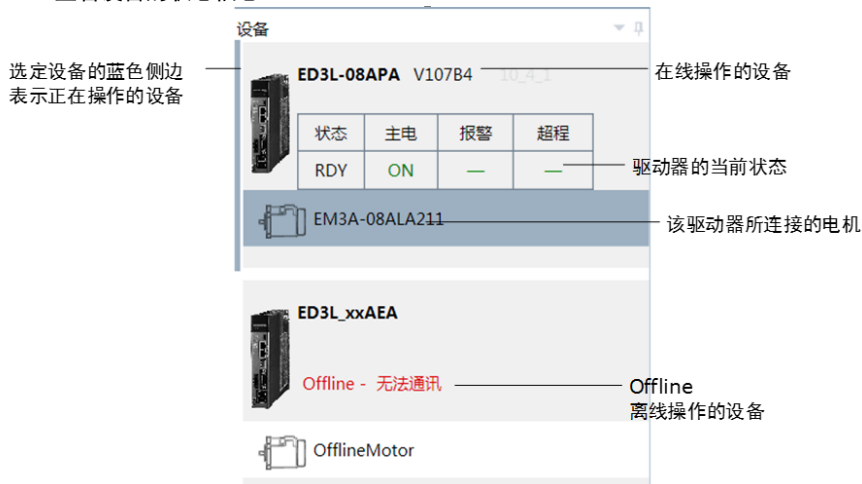 设备
选定设备的蓝色侧边
表示正在操作的设备
ED3L-08APA V107B4 10_4_1
在线操作的设备
状态 主电 报警 超程
RDY ON — —
驱动器的当前状态
EM3A-08ALA211
该驱动器所连接的电机
ED3L_xxAEA
Offline - 无法通讯
Offline
离线操作的设备
OfflineMotor